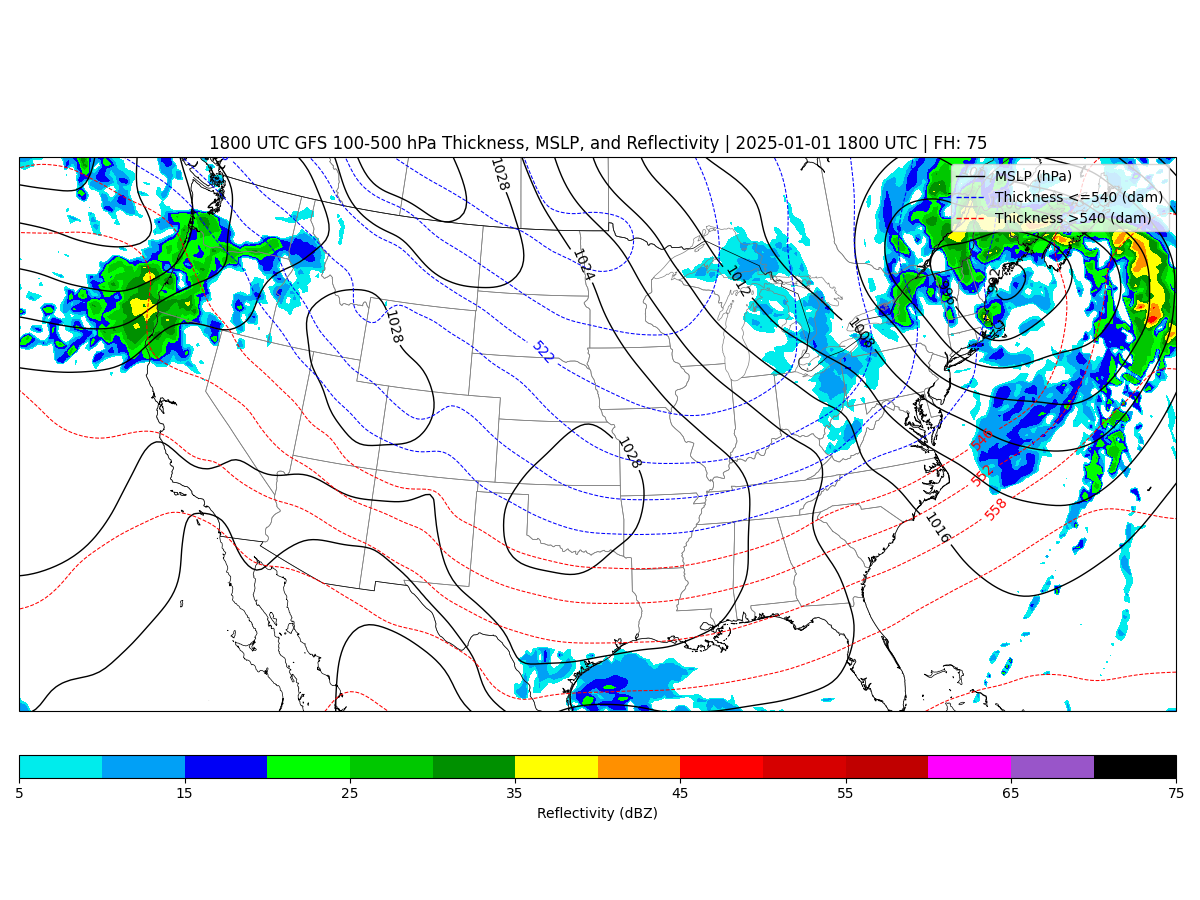 1800 UTC GFS 100-500 hPa Thickness, MSLP, and Reflectivity | 2025-01-01 1800 UTC | FH: 75
MSLP (hPa)
Thickness <=540 (dam)
Thickness >540 (dam)
1028
1024
1012
992
996
1028
1008
522
1028
546
552
558
1016
5 15 25 35 45 55 65 75
Reflectivity (dBZ)